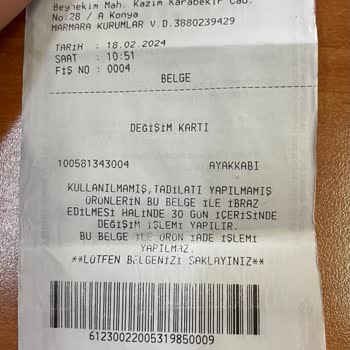 Beyhekim Mah. Kazim Karabekir Cad.
No:28 / A Konya
MARMARA KURUMLAR V.D.3880239429
TARİH : 18.02.2024
SAAT : 10:51
FİŞ NO : 0004
BELGE
DEĞİŞİM KARTI
100581343004 AYAKKABI
KULLANILMAMIŞ,TADİLATI YAPILMAMIŞ
ÜRÜNLERİN BU BELGE İLE İBRAZ
EDİLMESİ HALİNDE 30 GÜN İÇERİSİNDE
DEĞİŞİM İŞLEMİ YAPILIR.
BU BELGE İLE ÜRÜN İADE İŞLEMİ
YAPILMAZ.
**LÜTFEN BELGENİZİ SAKLAYINIZ**
61230022005319850009